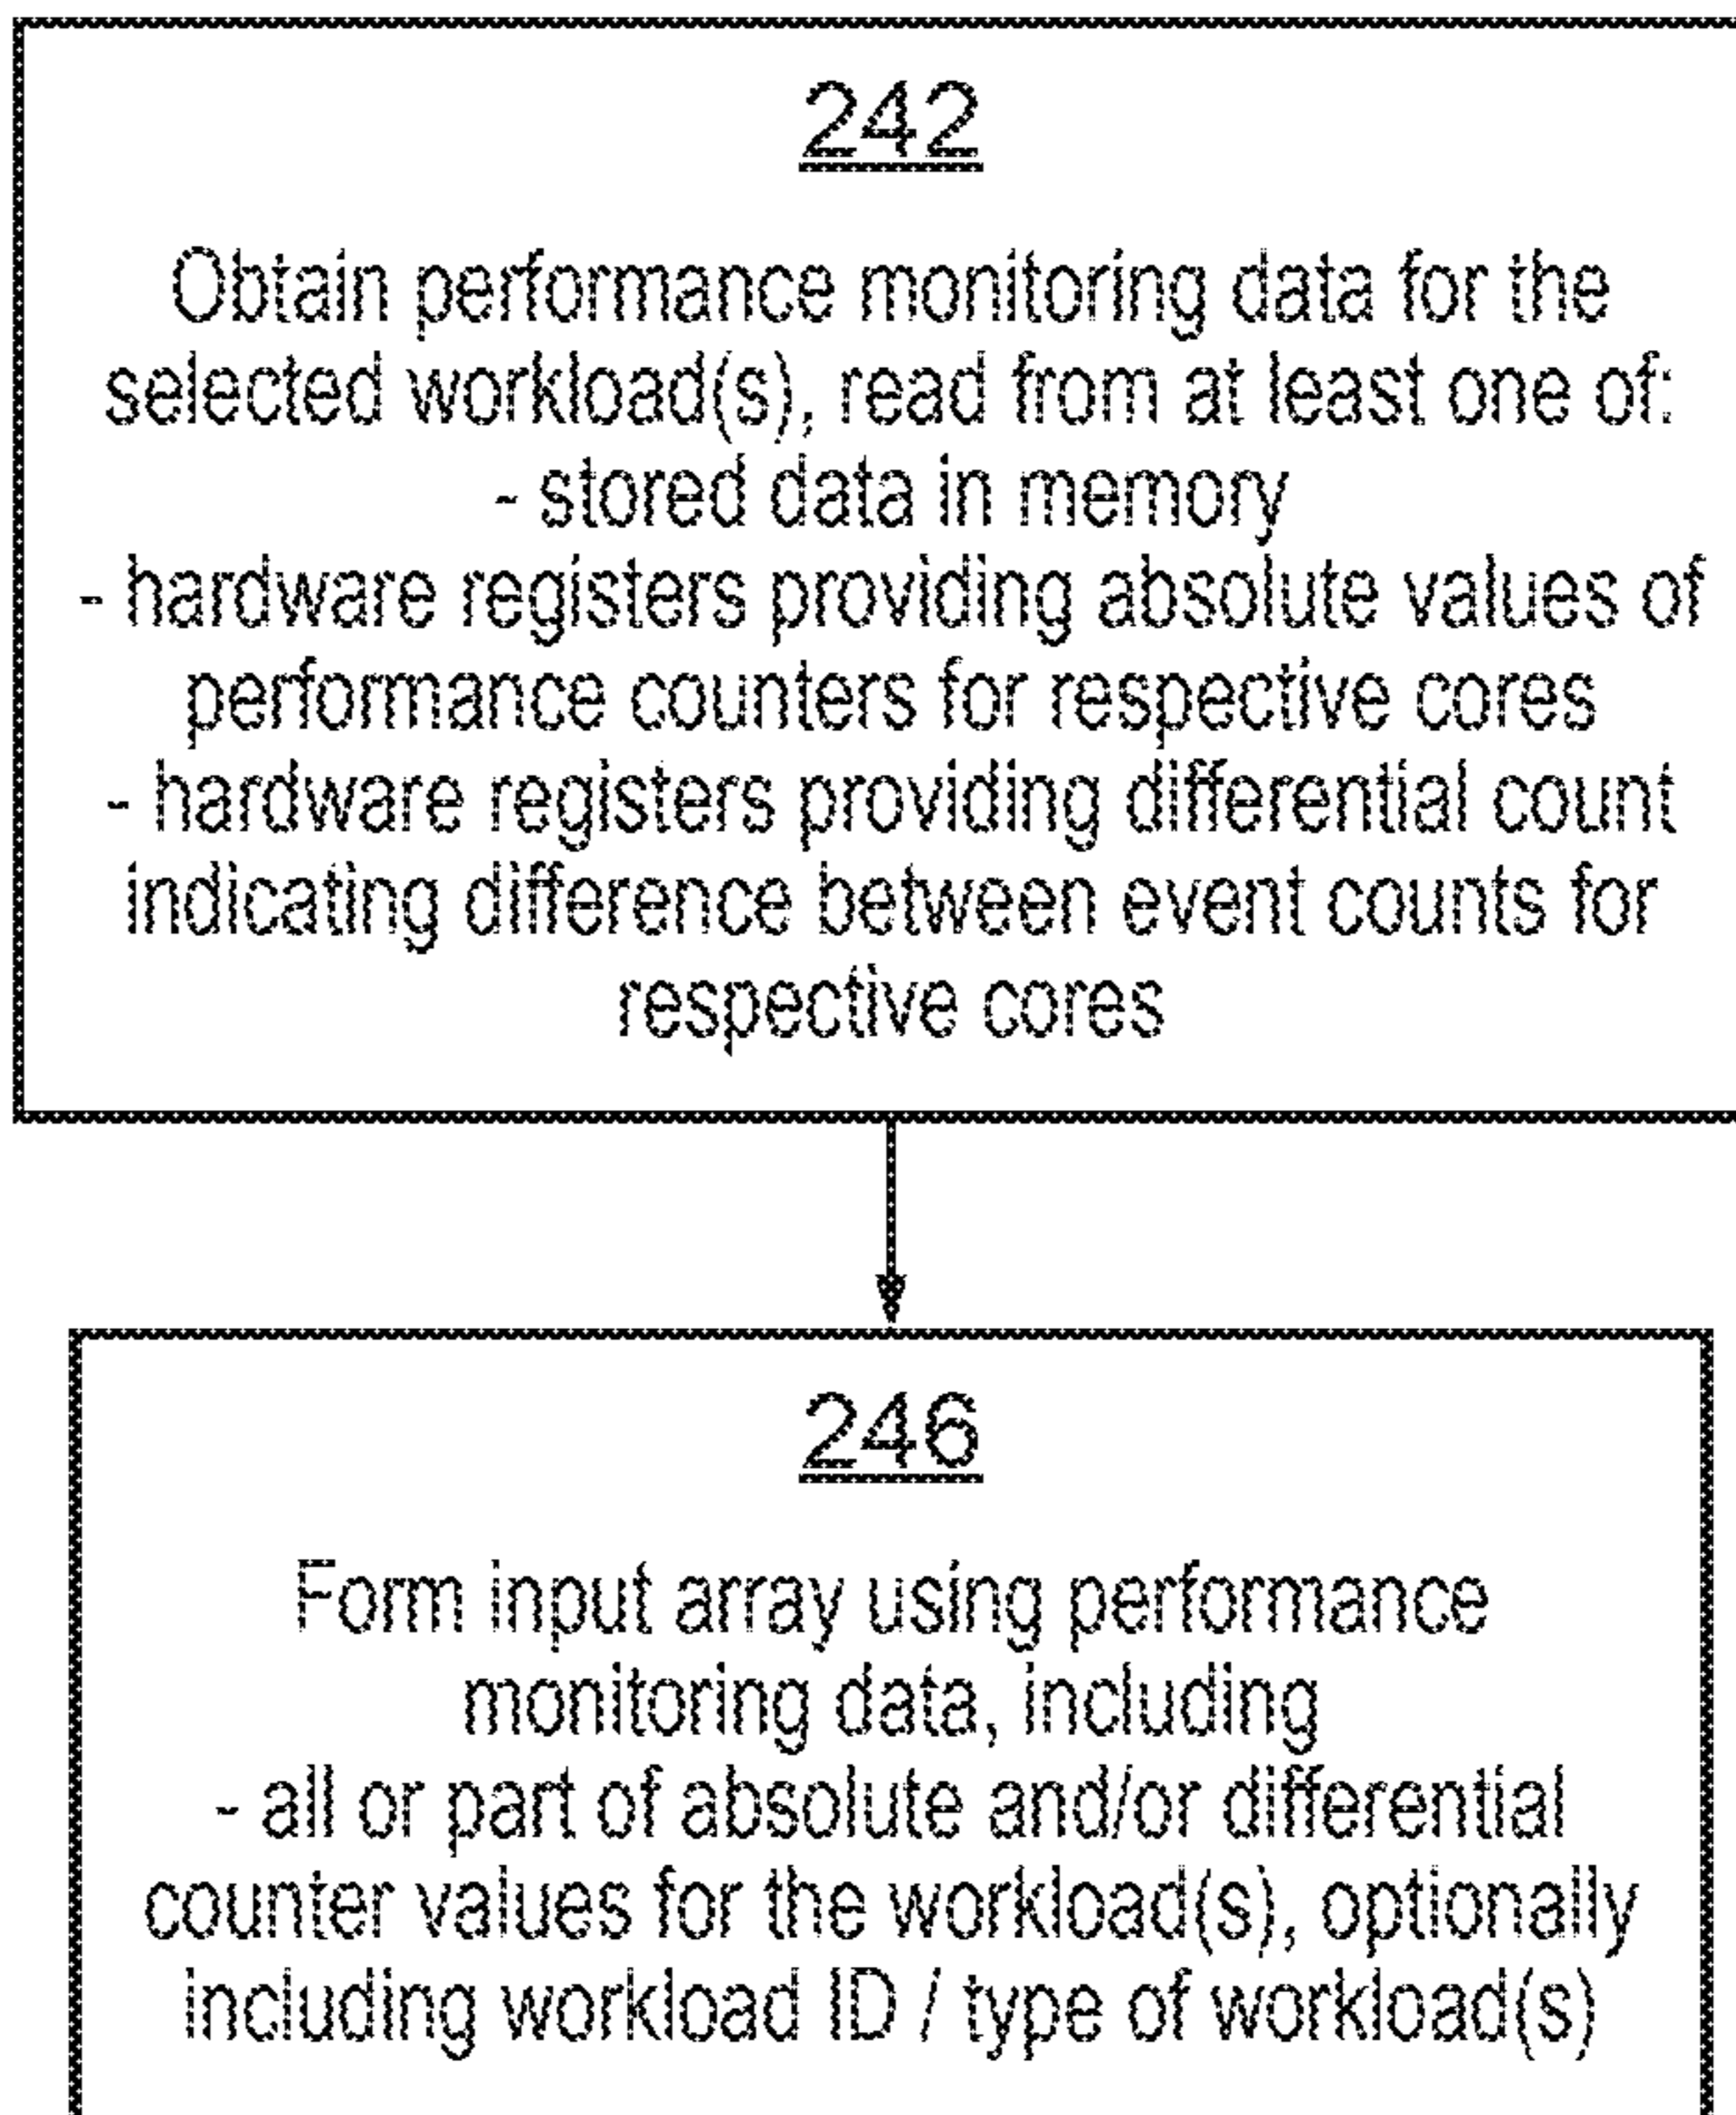 242
Obtain performance monitoring data for the
selected workload(s), read from at least one of:
- stored data in memory
- hardware registers providing absolute values of
performance counters for respective cores
- hardware registers providing differential count
indicating difference between event counts for
respective cores
246
Form input array using performance
monitoring data, including
- all or part of absolute and/or differential
counter values for the workload(s), optionally
including workload ID / type of workload(s)